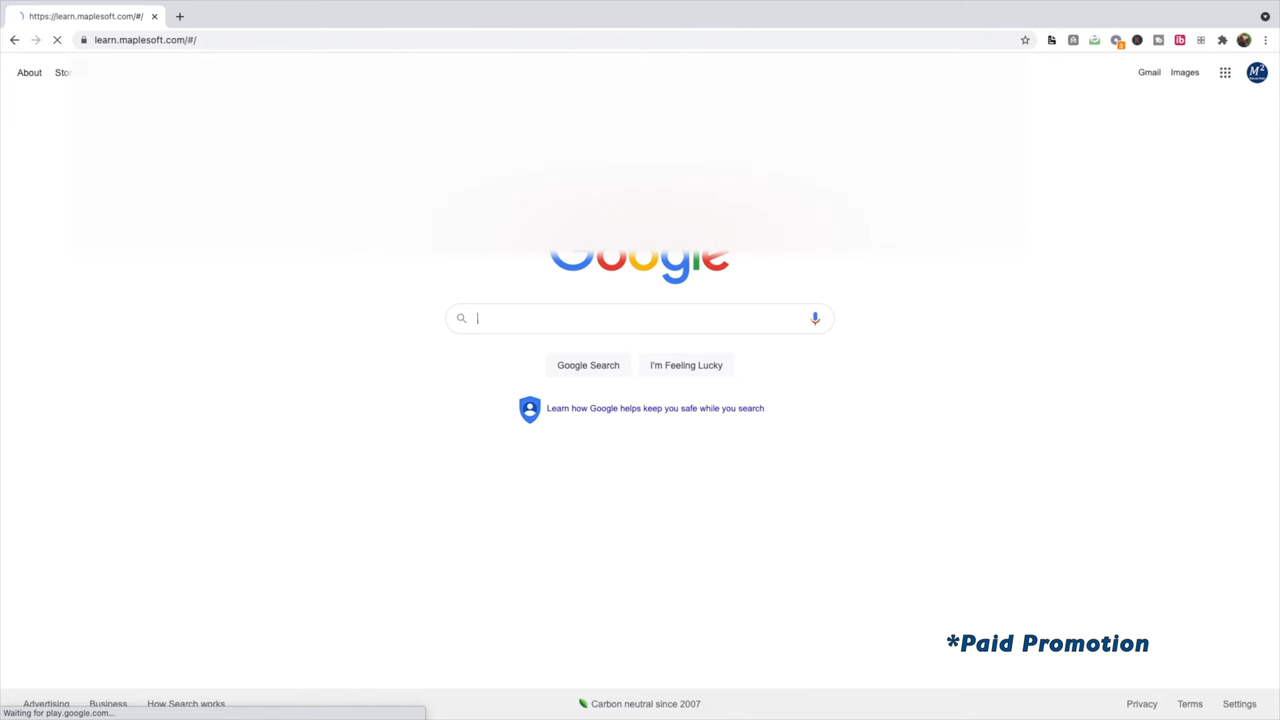 https://learn.maplesoft.com/#/
learn.maplesoft.com/#/
3
About
Gmail Images
M²
Google
Google Search I'm Feeling Lucky
Learn how Google helps keep you safe while you search
*Paid Promotion
Advertising Business How Search works Carbon neutral since 2007 Privacy Terms Settings
Waiting for play.google.com...